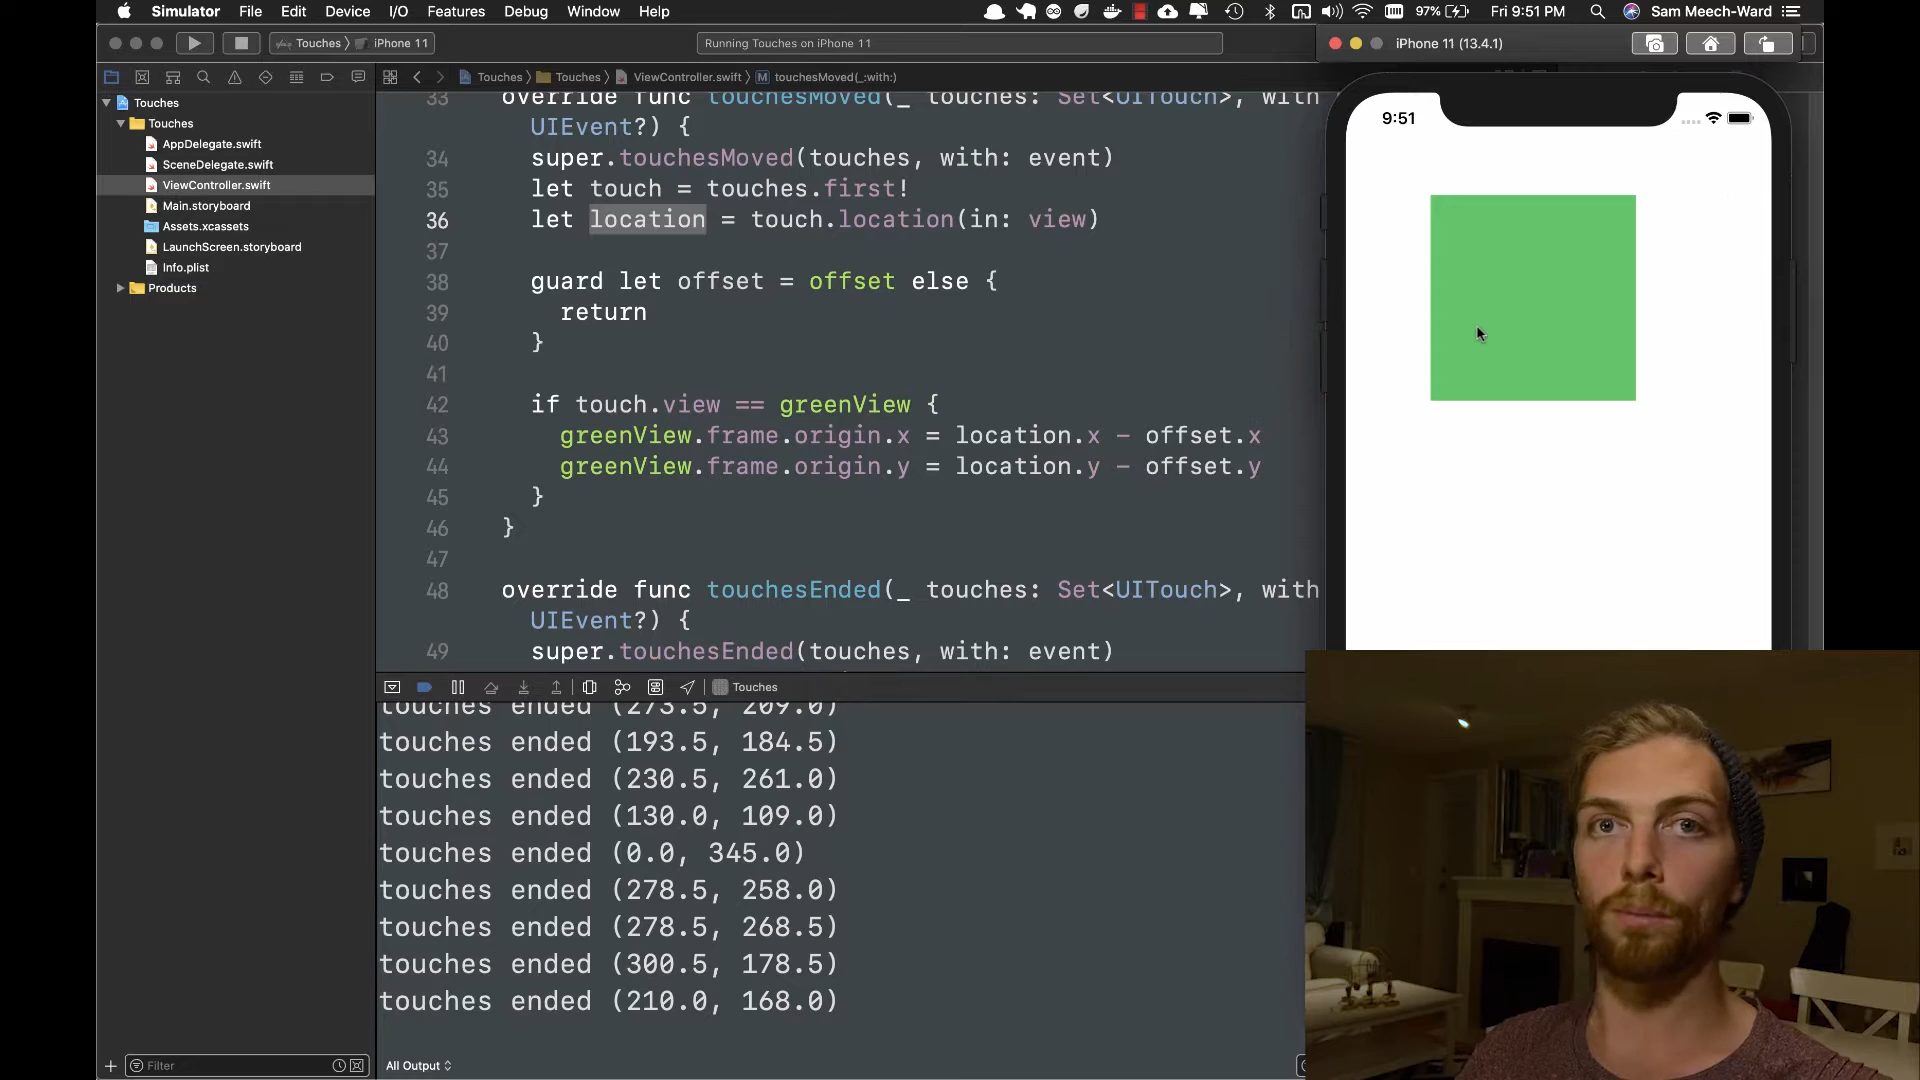 Simulator File Edit Device I/O Features Debug Window Help 97% Fri 9:51 PM Sam Meech-Ward
Touches iPhone 11
Running Touches on iPhone 11
iPhone 11 (13.4.1)
Touches Touches ViewController.swift M touchesMoved(_:with:)
Touches
Touches
AppDelegate.swift
SceneDelegate.swift
ViewController.swift
Main.storyboard
Assets.xcassets
LaunchScreen.storyboard
Info.plist
Products
Filter
33 override func touchesMoved(_ touches: Set<UITouch>, with
UIEvent?) {
34 super.touchesMoved(touches, with: event)
35 let touch = touches.first!
36 let location = touch.location(in: view)
37
38 guard let offset = offset else {
39 return
40 }
41
42 if touch.view == greenView {
43 greenView.frame.origin.x = location.x - offset.x
44 greenView.frame.origin.y = location.y - offset.y
45 }
46 }
47
48 override func touchesEnded(_ touches: Set<UITouch>, with
UIEvent?) {
49 super.touchesEnded(touches, with: event)
Touches
touches ended (273.5, 209.0)
touches ended (193.5, 184.5)
touches ended (230.5, 261.0)
touches ended (130.0, 109.0)
touches ended (0.0, 345.0)
touches ended (278.5, 258.0)
touches ended (278.5, 268.5)
touches ended (300.5, 178.5)
touches ended (210.0, 168.0)
All Output
9:51